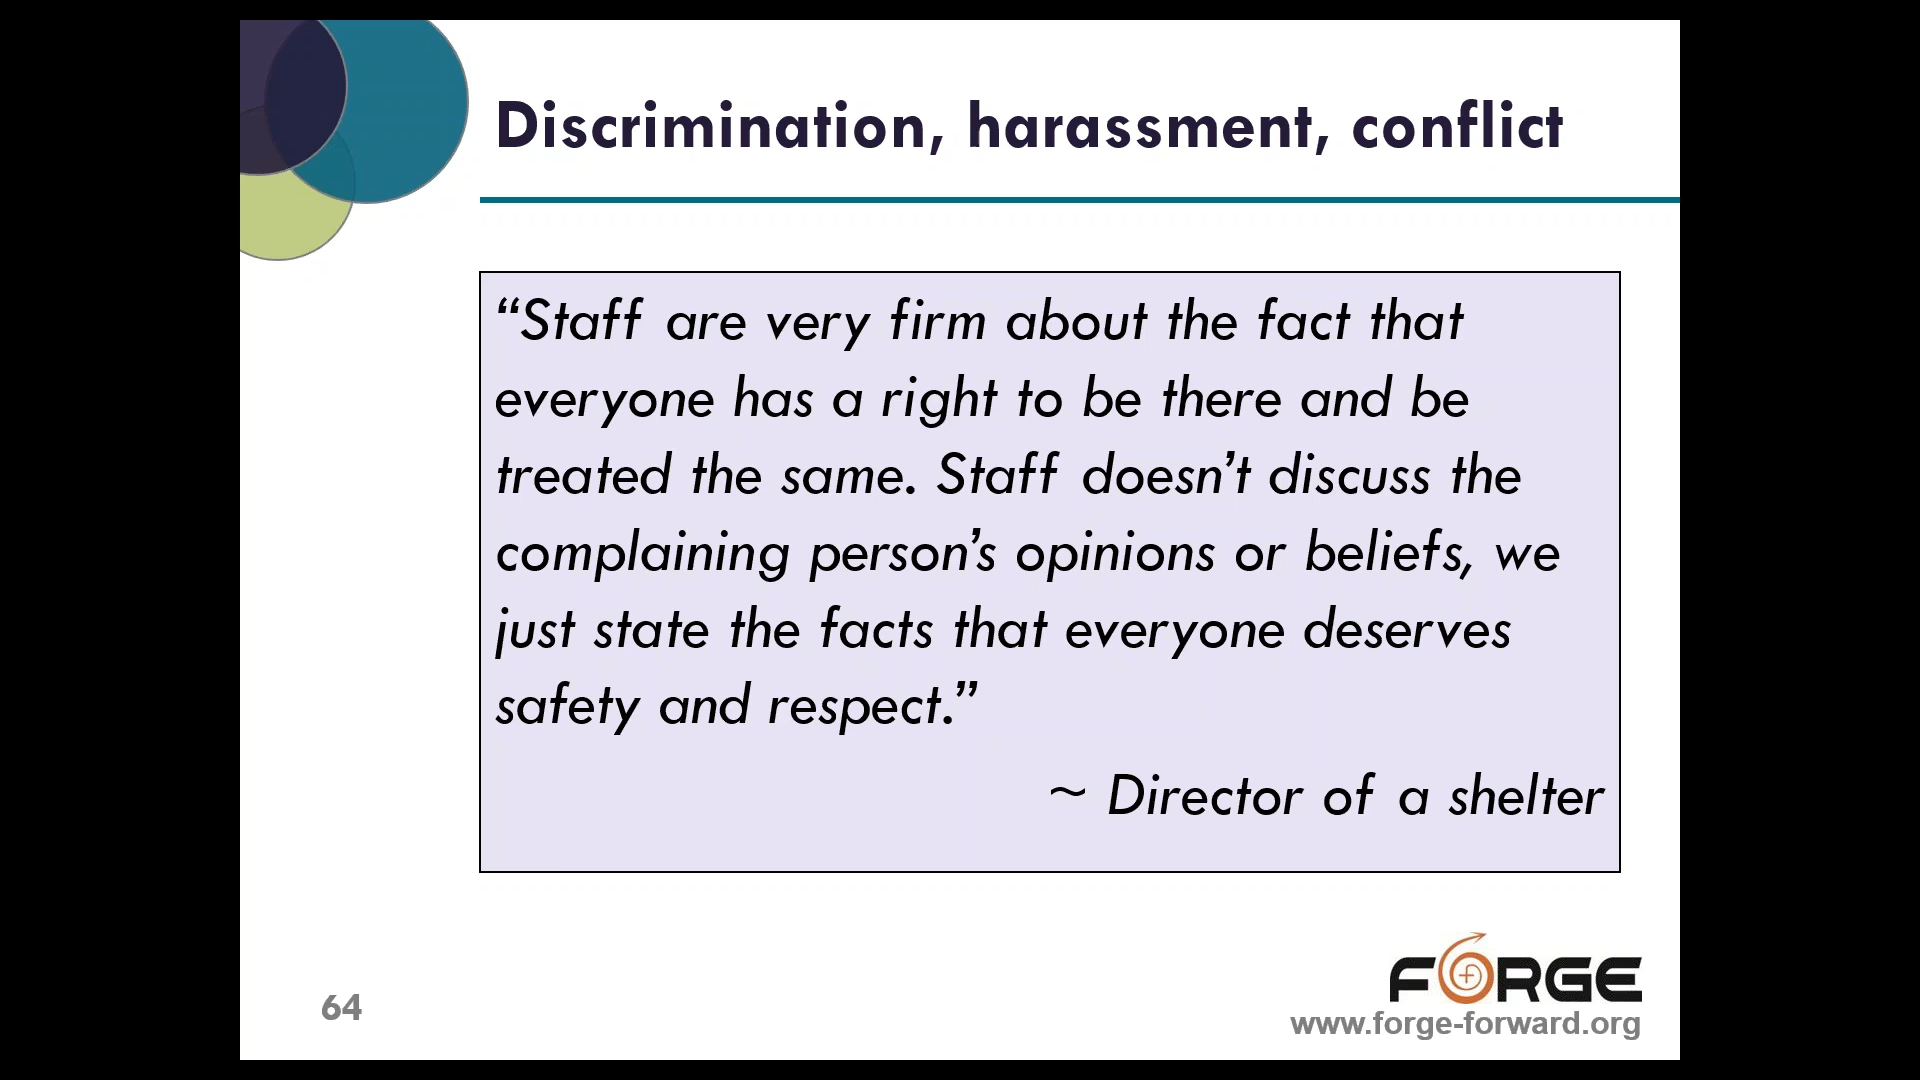 Discrimination, harassment, conflict
“Staff are very firm about the fact that
everyone has a right to be there and be
treated the same. Staff doesn’t discuss the
complaining person’s opinions or beliefs, we
just state the facts that everyone deserves
safety and respect.”
~ Director of a shelter
64
FORGE
www.forge-forward.org